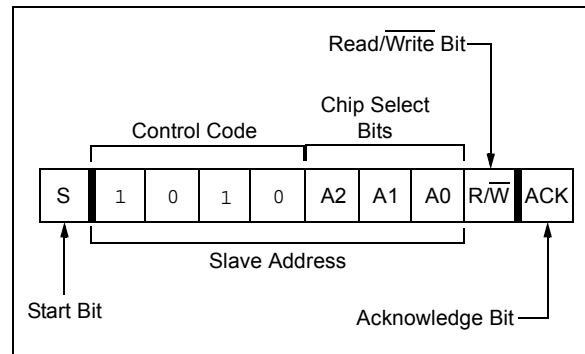 Read/Write Bit
Chip Select
Control Code Bits
S 1 0 1 0 A2 A1 A0 R/W ACK
Slave Address
Start Bit Acknowledge Bit